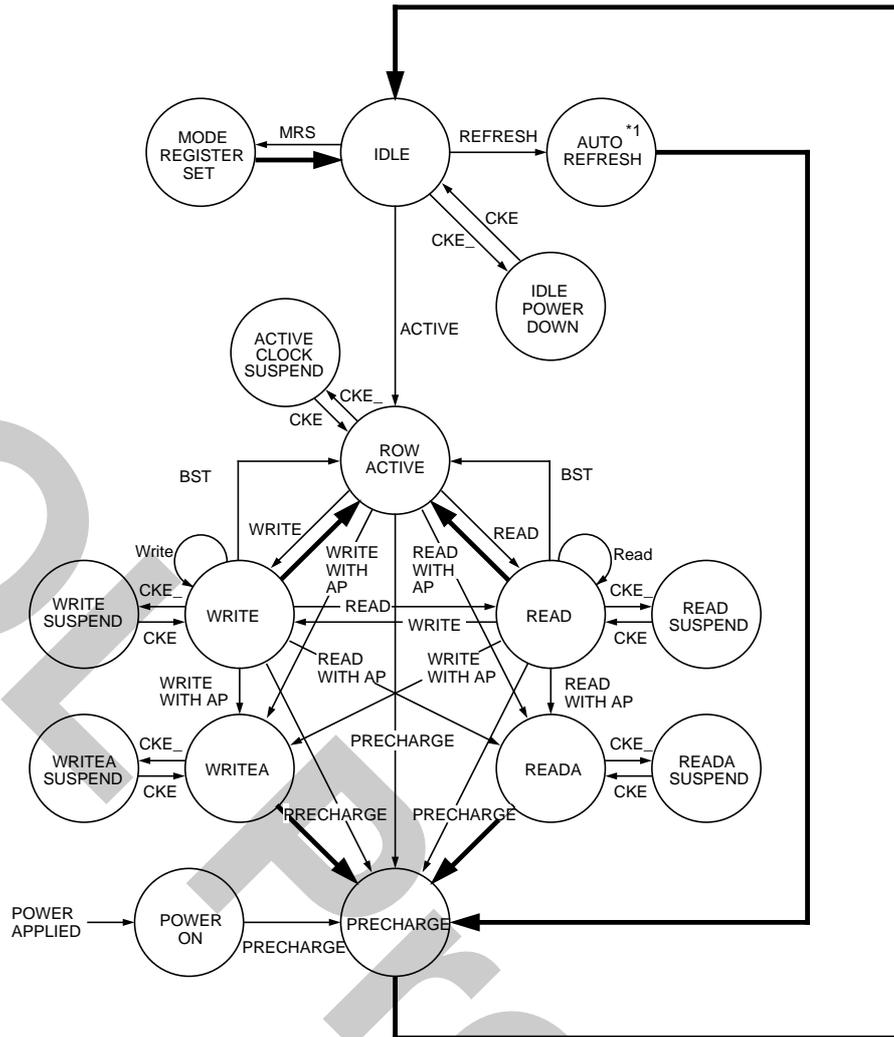 MRS
REFRESH
MODE
REGISTER
SET
IDLE
AUTO *1
REFRESH
CKE
CKE_
IDLE
POWER
DOWN
ACTIVE
ACTIVE
CLOCK
SUSPEND
CKE_
CKE
ROW
ACTIVE
BST
BST
WRITE
READ
WRITE
WITH
AP
READ
WITH
AP
Write
Read
CKE_
CKE
WRITE
SUSPEND
WRITE
READ
WRITE
READ
CKE_
CKE
READ
SUSPEND
WRITE
WITH AP
READ
WITH AP
WRITE
WITH AP
READ
WITH AP
WRITEA
SUSPEND
CKE_
CKE
WRITEA
PRECHARGE
READA
CKE_
CKE
READA
SUSPEND
PRECHARGE
PRECHARGE
POWER
APPLIED
POWER
ON
PRECHARGE
PRECHARGE